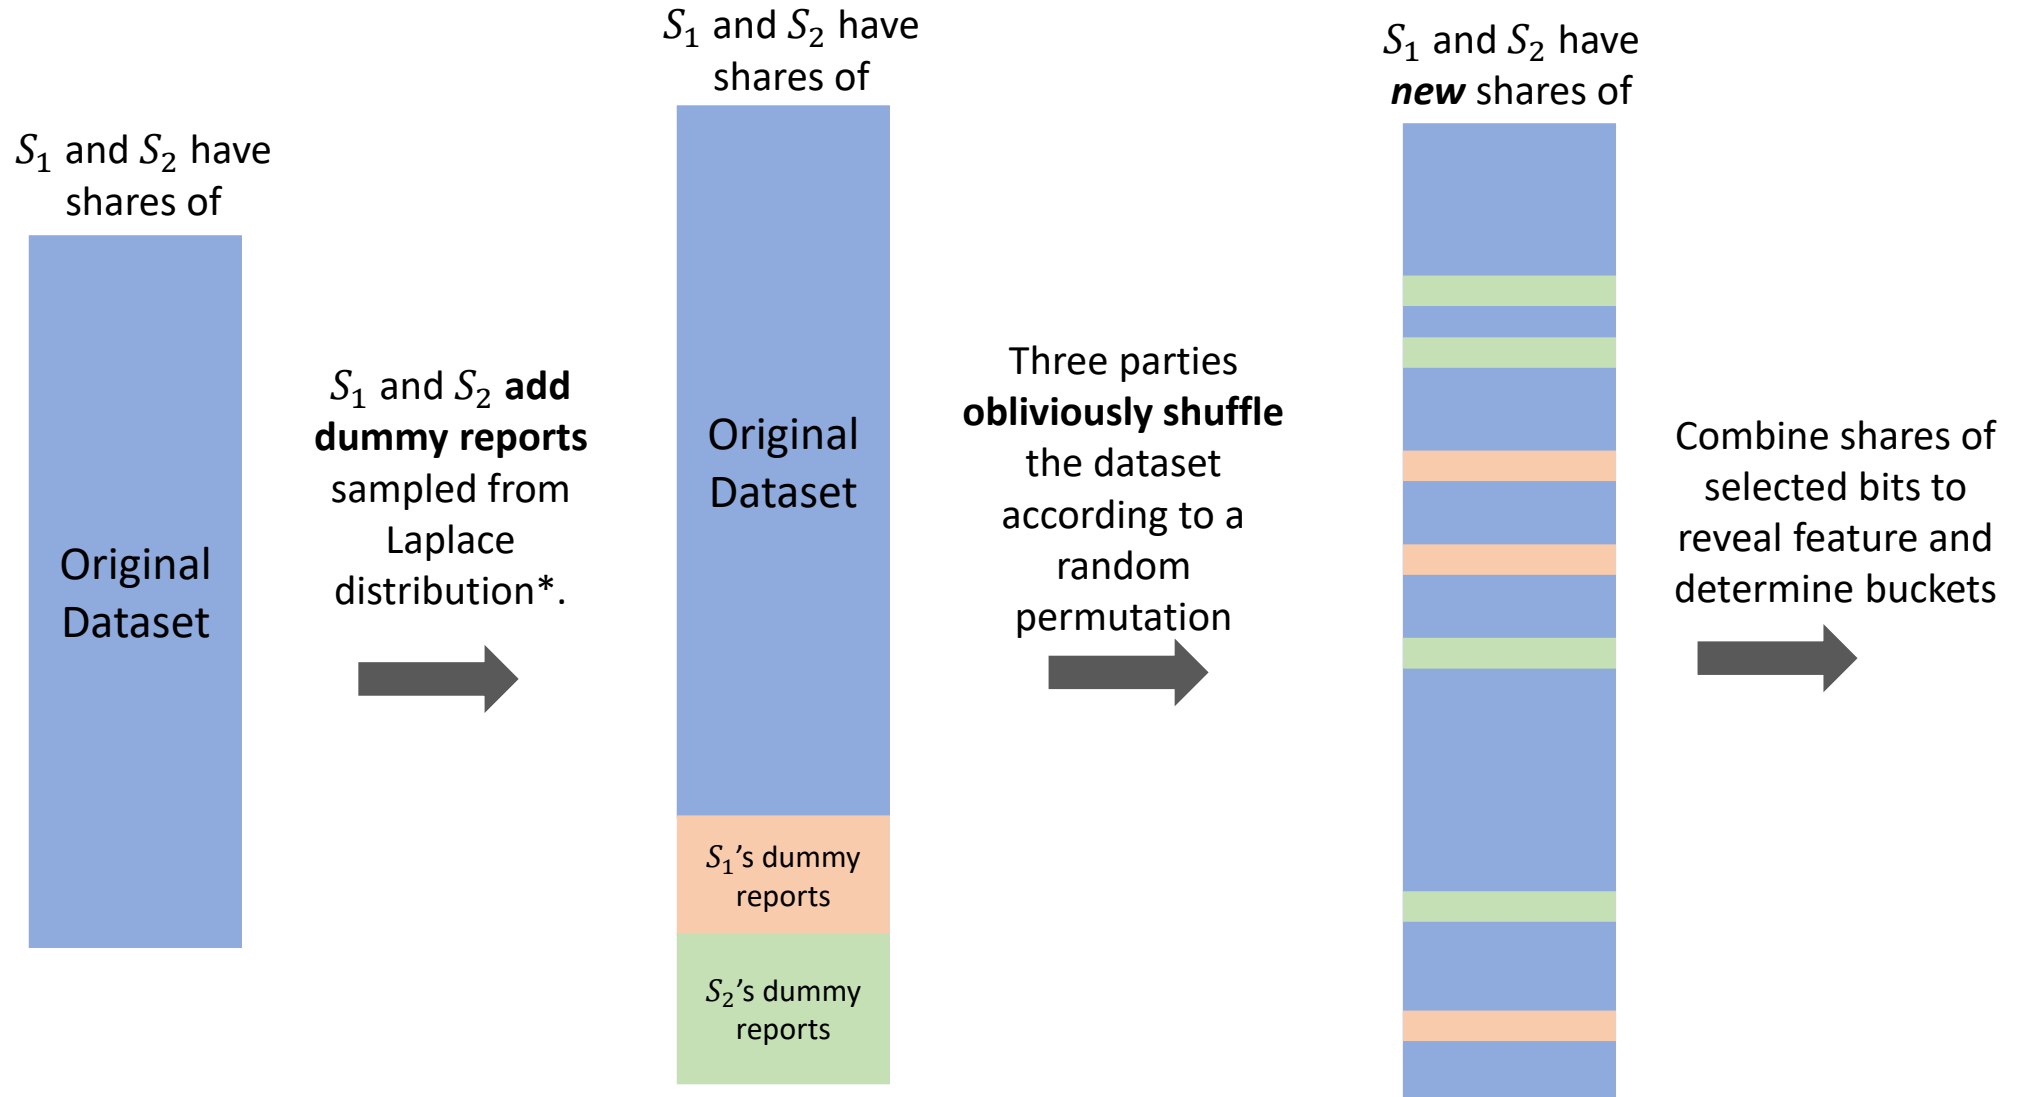 S₁ and S₂ have
shares of
Original
Dataset
S₁ and S₂ add
dummy reports
sampled from
Laplace
distribution*.
S₁ and S₂ have
shares of
Original
Dataset
S₁'s dummy
reports
S₂'s dummy
reports
Three parties
obliviously shuffle
the dataset
according to a
random
permutation
S₁ and S₂ have
new shares of
Combine shares of
selected bits to
reveal feature and
determine buckets